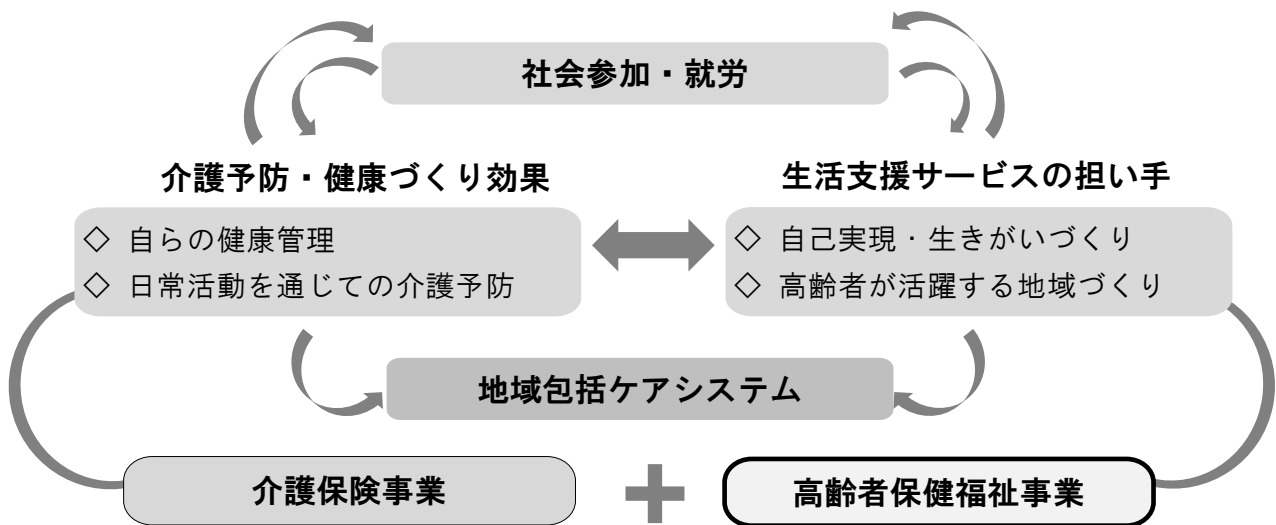 社会参加・就労
介護予防・健康づくり効果
◇ 自らの健康管理
◇ 日常活動を通じての介護予防
生活支援サービスの担い手
◇ 自己実現・生きがいづくり
◇ 高齢者が活躍する地域づくり
地域包括ケアシステム
介護保険事業
高齢者保健福祉事業